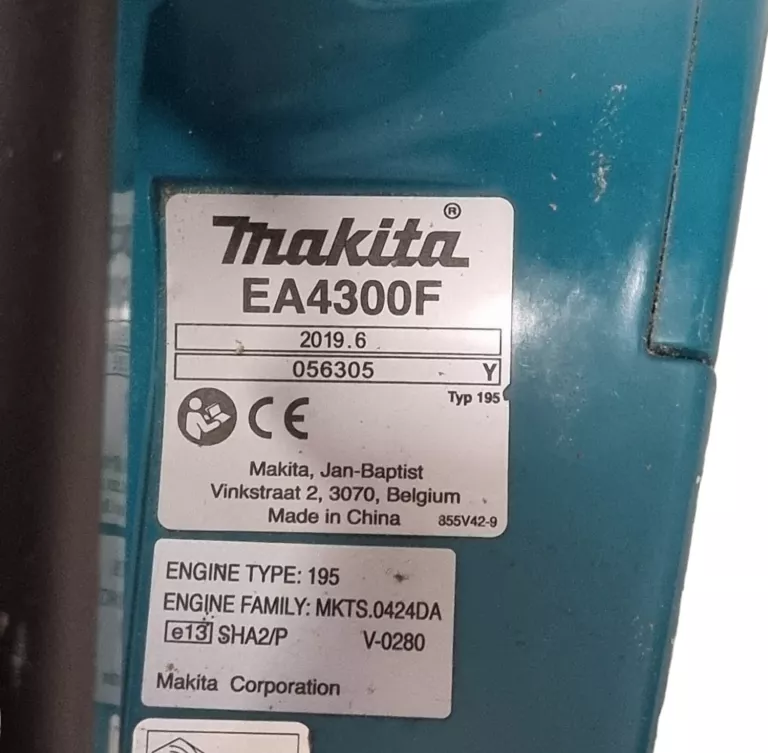 makita®
EA4300F
2019.6
056305 Y
Typ 195
CE
Makita, Jan-Baptist
Vinkstraat 2, 3070, Belgium
Made in China 855V42-9
ENGINE TYPE: 195
ENGINE FAMILY: MKTS.0424DA
e13 SHA2/P V-0280
Makita Corporation